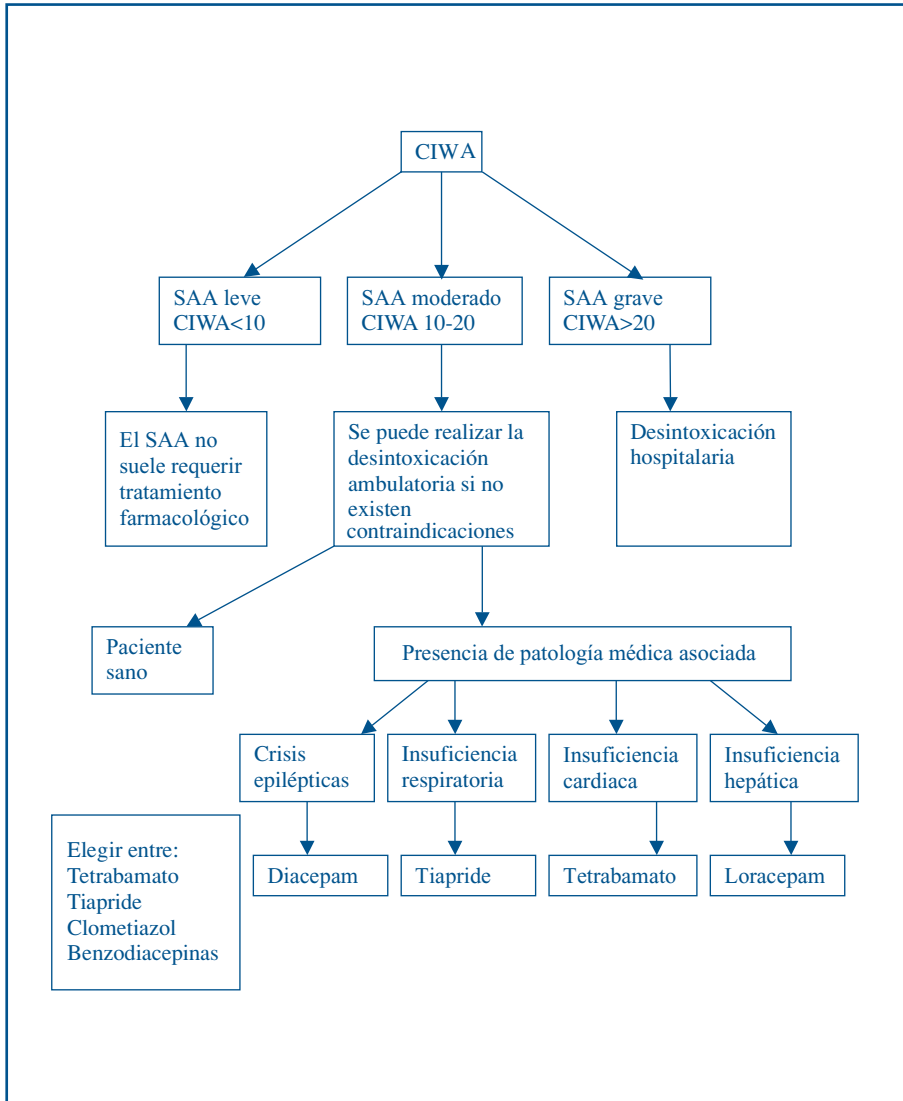 CIWA
SAA leve
CIWA<10
SAA moderado
CIWA 10-20
SAA grave
CIWA>20
El SAA no
suele requerir
tratamiento
farmacológico
Se puede realizar la
desintoxicación
ambulatoria si no
existen
contraindicaciones
Desintoxicación
hospitalaria
Paciente
sano
Presencia de patología médica asociada
Crisis
epilépticas
Insuficiencia
respiratoria
Insuficiencia
cardiaca
Insuficiencia
hepática
Elegir entre:
Tetrabamato
Tiapride
Clometiazol
Benzodiacepinas
Diacepam
Tiapride
Tetrabamato
Loracepam